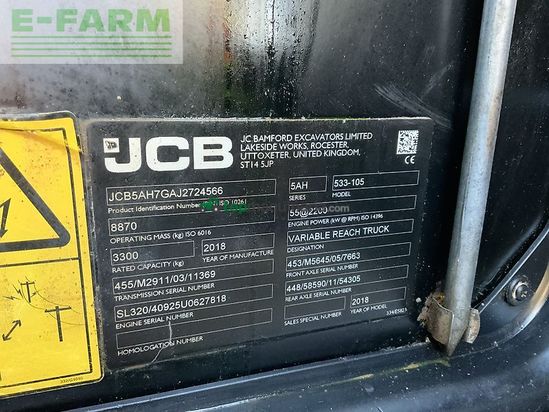 E-FARM
JCB
JC BAMFORD EXCAVATORS LIMITED
LAKESIDE WORKS, ROCESTER,
UTTOXETER, UNITED KINGDOM,
ST14 5JP
JCB5AH7GAJ2724566
Product Identification Number ISO 10261
5AH 533-105
SERIES MODEL
8870
OPERATING MASS (kg) ISO 6016
55@2200
ENGINE POWER (kW @ RPM) ISO 14396
3300 2018
RATED CAPACITY (kg) YEAR OF MANUFACTURE
VARIABLE REACH TRUCK
DESIGNATION
455/M2911/03/11369
TRANSMISSION SERIAL NUMBER
453/M5645/05/7663
FRONT AXLE SERIAL NUMBER
SL320/40925U0627818
ENGINE SERIAL NUMBER
448/58590/11/54305
REAR AXLE SERIAL NUMBER
HOMOLOGATION NUMBER
2018
SALES SPECIAL NUMBER YEAR OF MODEL